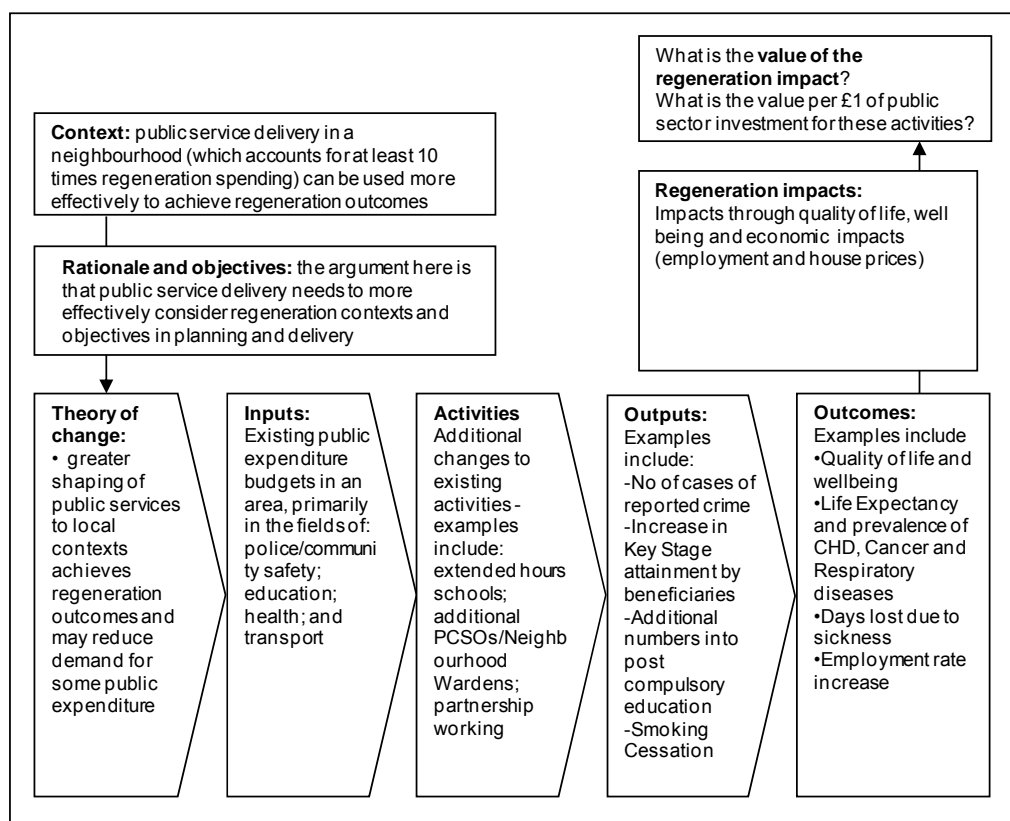 Context: public service delivery in a
neighbourhood (which accounts for at least 10
times regeneration spending) can be used more
effectively to achieve regeneration outcomes
Rationale and objectives: the argument here is
that public service delivery needs to more
effectively consider regeneration contexts and
objectives in planning and delivery
Theory of
change:
• greater
shaping of
public services
to local
contexts
achieves
regeneration
outcomes and
may reduce
demand for
some public
expenditure
Inputs:
Existing public
expenditure
budgets in an
area, primarily
in the fields of:
police/communi
ty safety;
education;
health; and
transport
Activities
Additional
changes to
existing
activities -
examples
include:
extended hours
schools;
additional
PCSOs/Neighb
ourhood
Wardens;
partnership
working
Outputs:
Examples
include:
-No of cases of
reported crime
-Increase in
Key Stage
attainment by
beneficiaries
-Additional
numbers into
post
compulsory
education
-Smoking
Cessation
Outcomes:
Examples include
•Quality of life and
wellbeing
•Life Expectancy
and prevalence of
CHD, Cancer and
Respiratory
diseases
•Days lost due to
sickness
•Employment rate
increase
Regeneration impacts:
Impacts through quality of life, well
being and economic impacts
(employment and house prices)
What is the value of the
regeneration impact?
What is the value per £1 of public
sector investment for these activities?